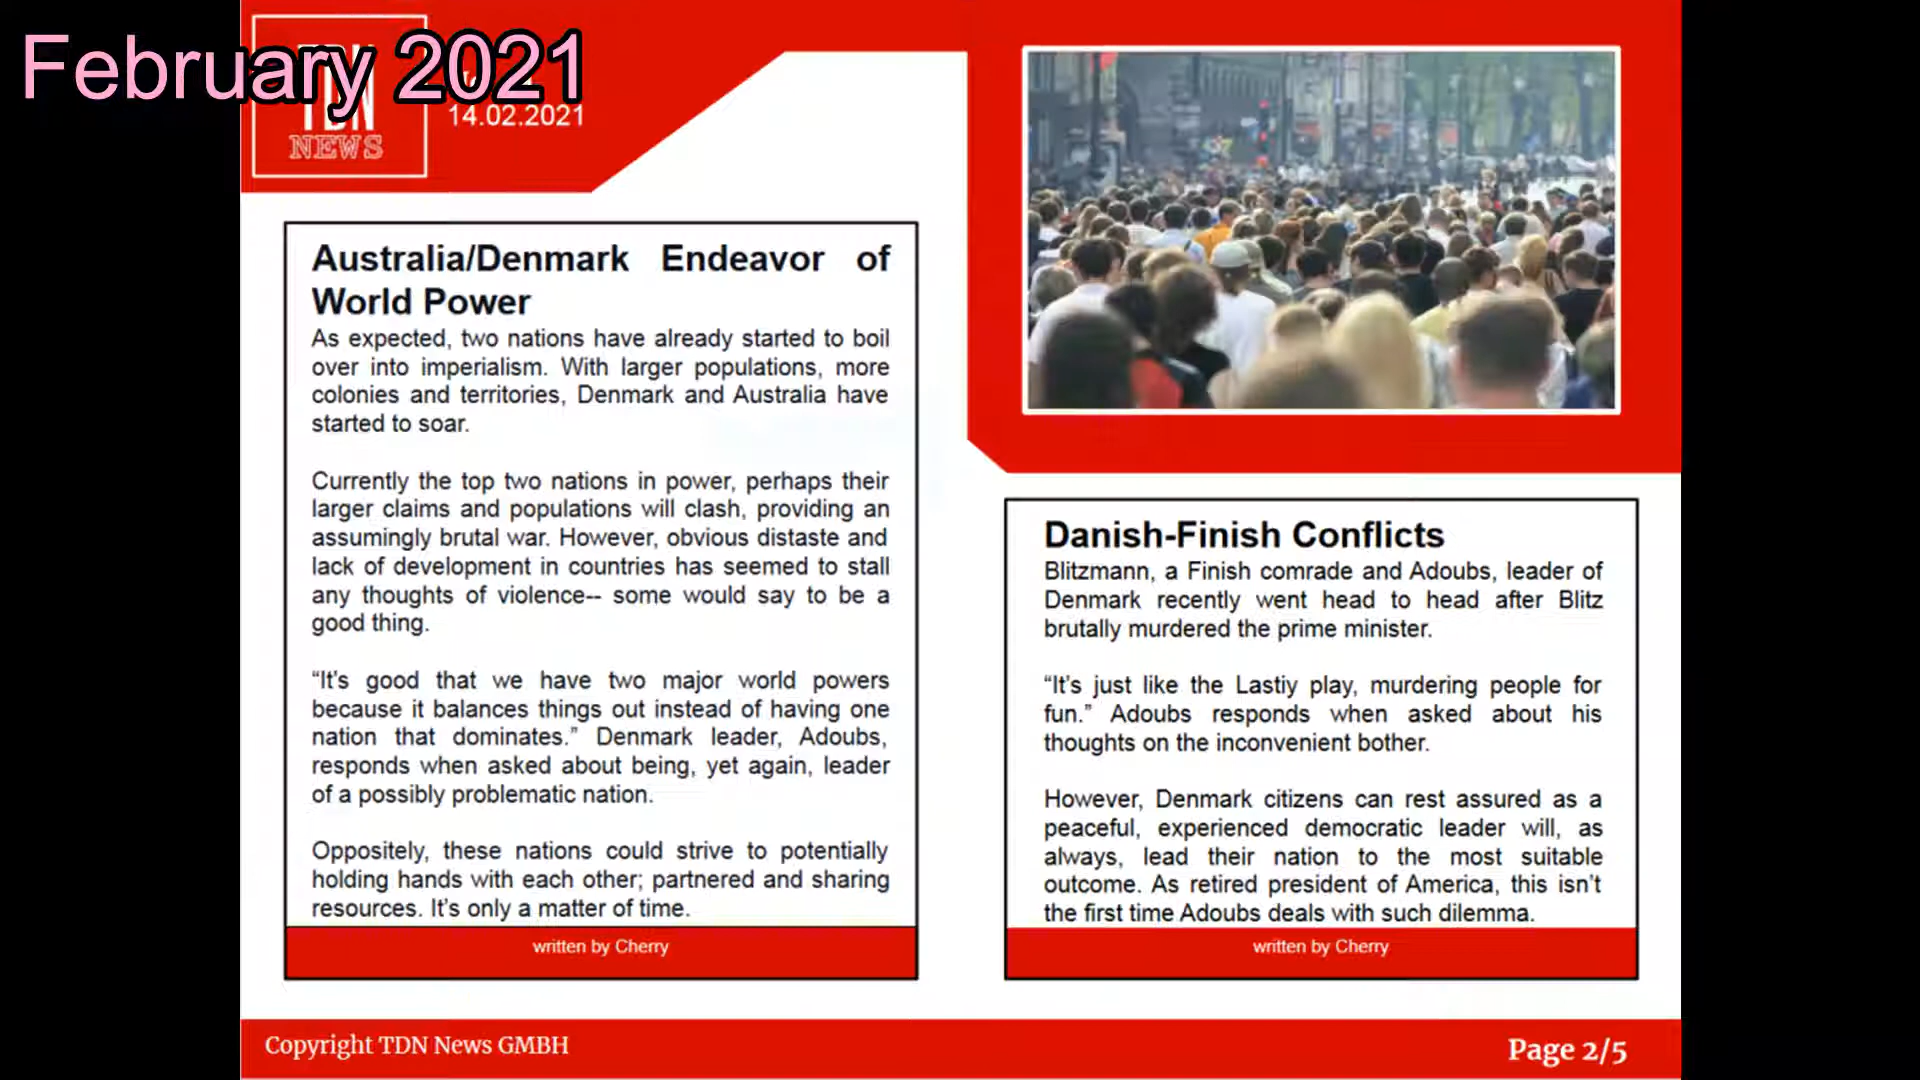 February 2021
TDN
NEWS
14.02.2021
Australia/Denmark Endeavor of
World Power
As expected, two nations have already started to boil
over into imperialism. With larger populations, more
colonies and territories, Denmark and Australia have
started to soar.
Currently the top two nations in power, perhaps their
larger claims and populations will clash, providing an
assumingly brutal war. However, obvious distaste and
lack of development in countries has seemed to stall
any thoughts of violence-- some would say to be a
good thing.
“It’s good that we have two major world powers
because it balances things out instead of having one
nation that dominates.” Denmark leader, Adoubs,
responds when asked about being, yet again, leader
of a possibly problematic nation.
Oppositely, these nations could strive to potentially
holding hands with each other; partnered and sharing
resources. It’s only a matter of time.
written by Cherry
Danish-Finish Conflicts
Blitzmann, a Finish comrade and Adoubs, leader of
Denmark recently went head to head after Blitz
brutally murdered the prime minister.
“It’s just like the Lastiy play, murdering people for
fun.” Adoubs responds when asked about his
thoughts on the inconvenient bother.
However, Denmark citizens can rest assured as a
peaceful, experienced democratic leader will, as
always, lead their nation to the most suitable
outcome. As retired president of America, this isn’t
the first time Adoubs deals with such dilemma.
written by Cherry
Copyright TDN News GMBH
Page 2/5